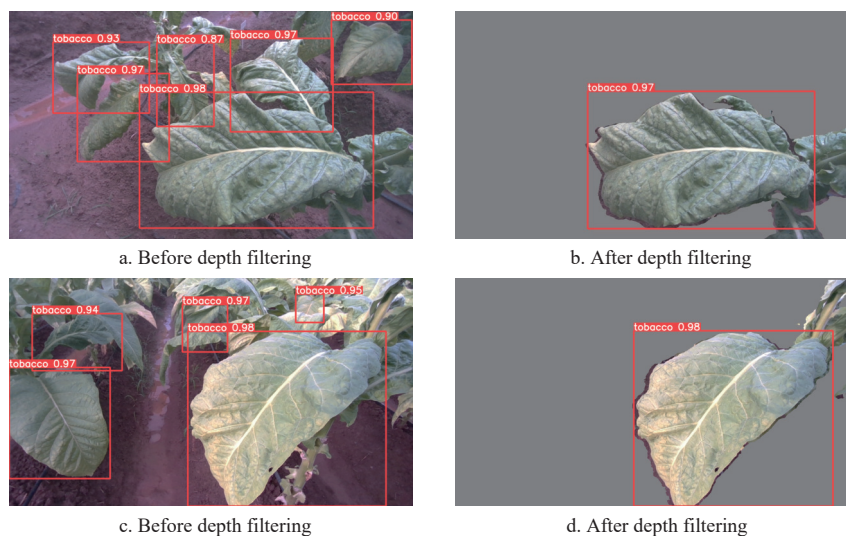 tobacco 0.90
tobacco 0.93
tobacco 0.87
tobacco 0.97
tobacco 0.97
tobacco 0.98
tobacco 0.97
a. Before depth filtering
b. After depth filtering
tobacco 0.95
tobacco 0.97
tobacco 0.94
tobacco 0.98
tobacco 0.97
tobacco 0.98
c. Before depth filtering
d. After depth filtering